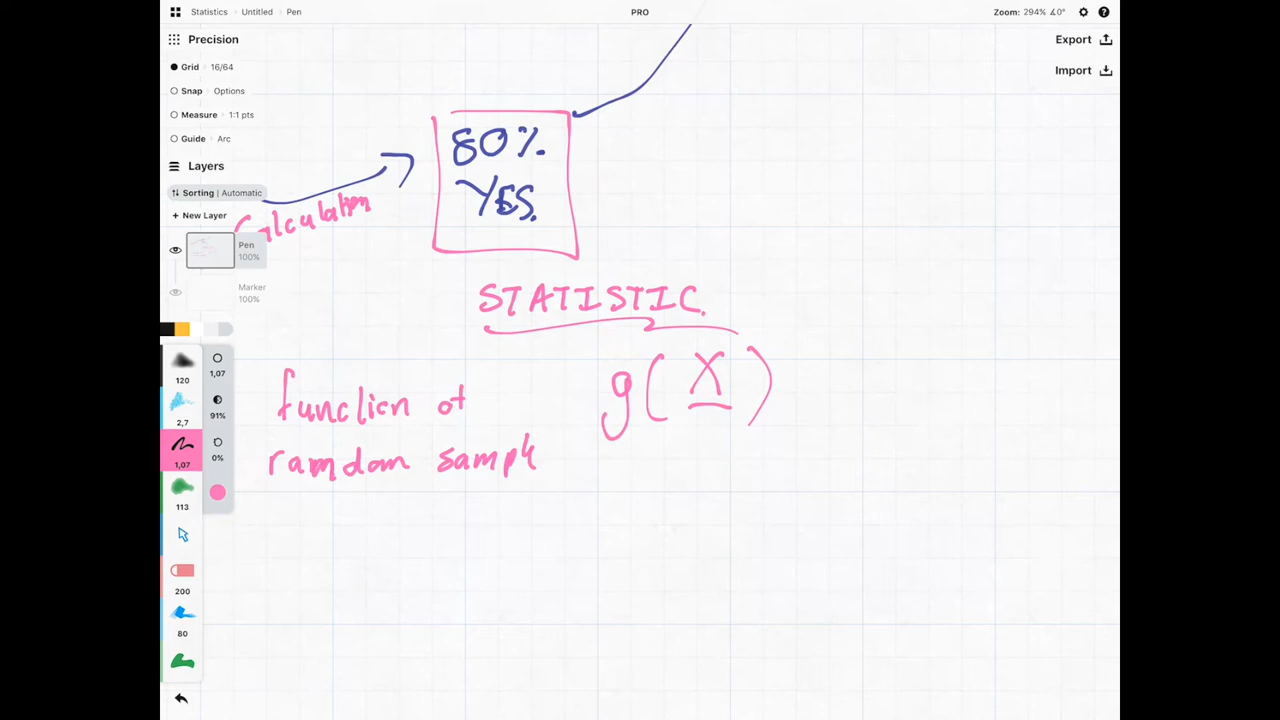 Statistics Untitled Pen
PRO
Zoom: 294% ∡0°
Precision
Export
Grid 16/64
Import
Snap Options
Measure 1:1 pts
Guide Arc
Layers
Sorting | Automatic
+ New Layer
Pen
100%
Marker
100%
120
1,07
2,7
91%
1,07
0%
113
200
80
80%
YES.
Calculation
STATISTIC.
g(X)
function of
ramdom sample